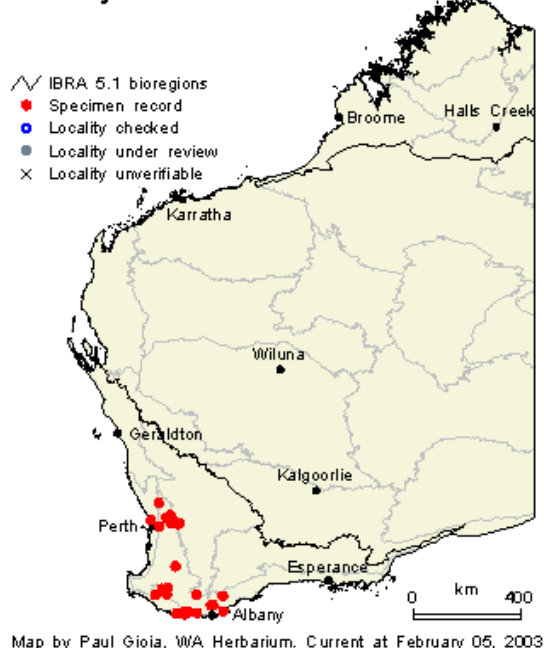 IBRA 5.1 bioregions
Specimen record
Locality checked
Locality under review
Locality unverifiable
Broome
Halls Creek
Karratha
Wiluna
Geraldton
Kalgoorlie
Perth
Esperance
Albany
0 km 400
Map by Paul Gioia, WA Herbarium. Current at February 05, 2003